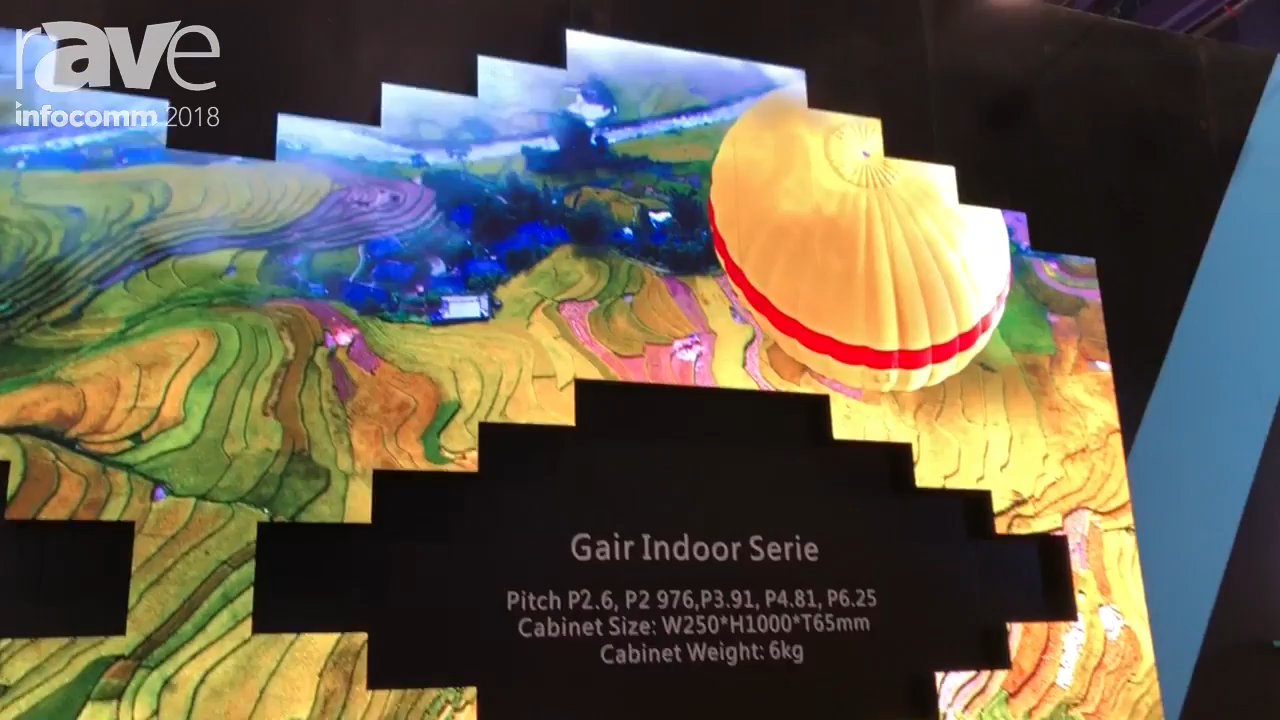 rave
infocomm 2018
Gair Indoor Serie
Pitch P2.6, P2 976,P3.91, P4.81, P6.25
Cabinet Size: W250*H1000*T65mm
Cabinet Weight: 6kg